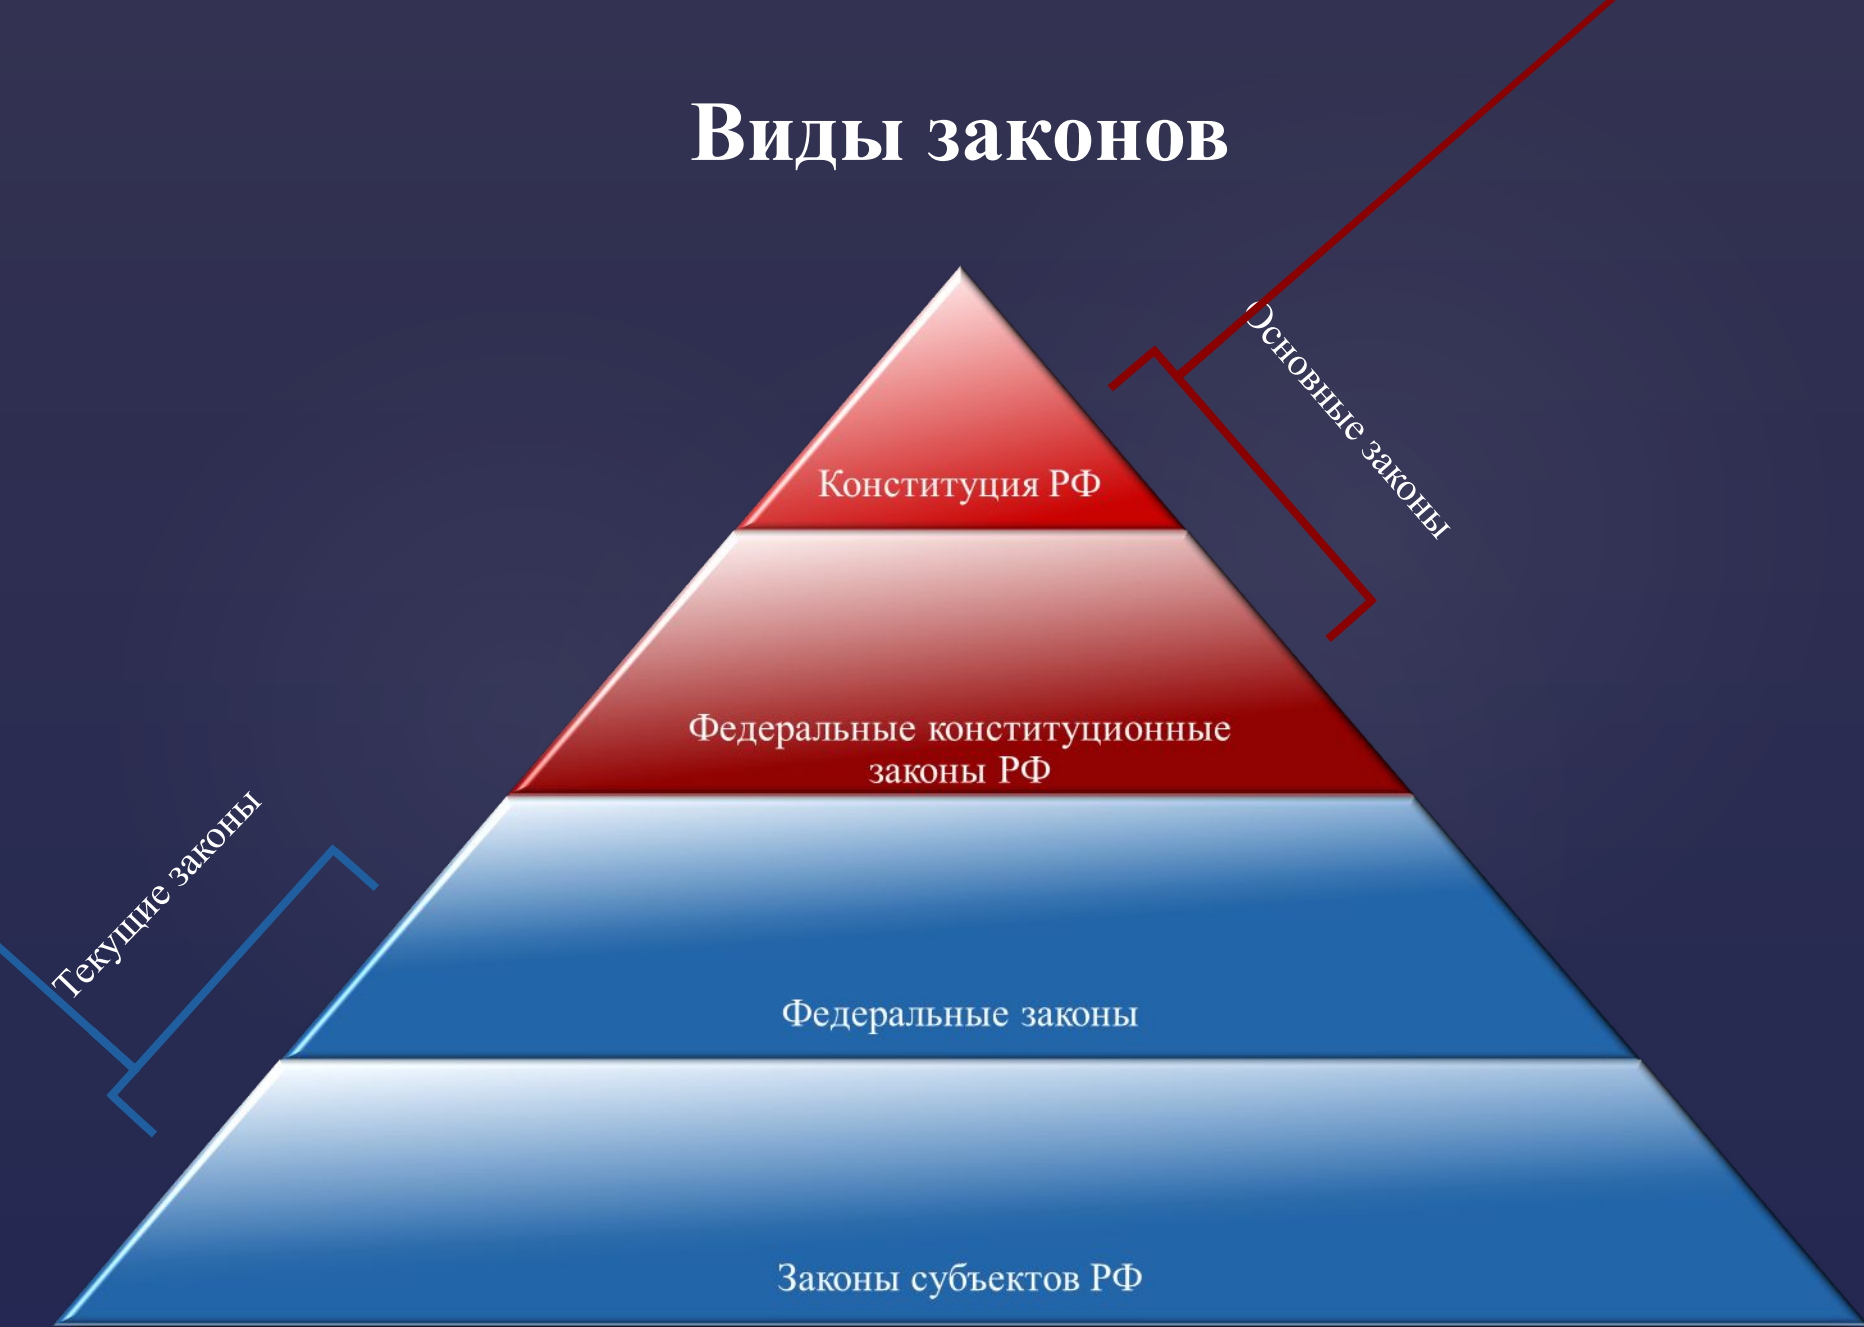 Виды законов
Основные законы
Конституция РФ
Федеральные конституционные
законы РФ
Текущие законы
Федеральные законы
Законы субъектов РФ